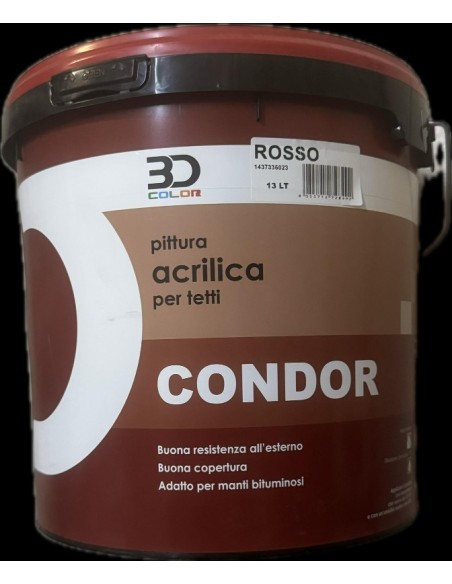 3D
COLOR
ROSSO
1437335023
13 LT
pittura
acrilica
per tetti
CONDOR
Buona resistenza all'esterno
Buona copertura
Adatto per manti bituminosi